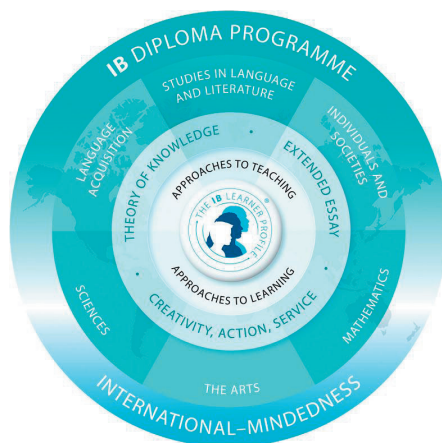 IB DIPLOMA PROGRAMME
STUDIES IN LANGUAGE
AND LITERATURE
LANGUAGE
ACQUISITION
INDIVIDUALS AND
SOCIETIES
THEORY OF KNOWLEDGE
EXTENDED ESSAY
APPROACHES TO TEACHING
THE IB LEARNER PROFILE
®
APPROACHES TO LEARNING
CREATIVITY, ACTION, SERVICE
SCIENCES
MATHEMATICS
THE ARTS
INTERNATIONAL-MINDEDNESS